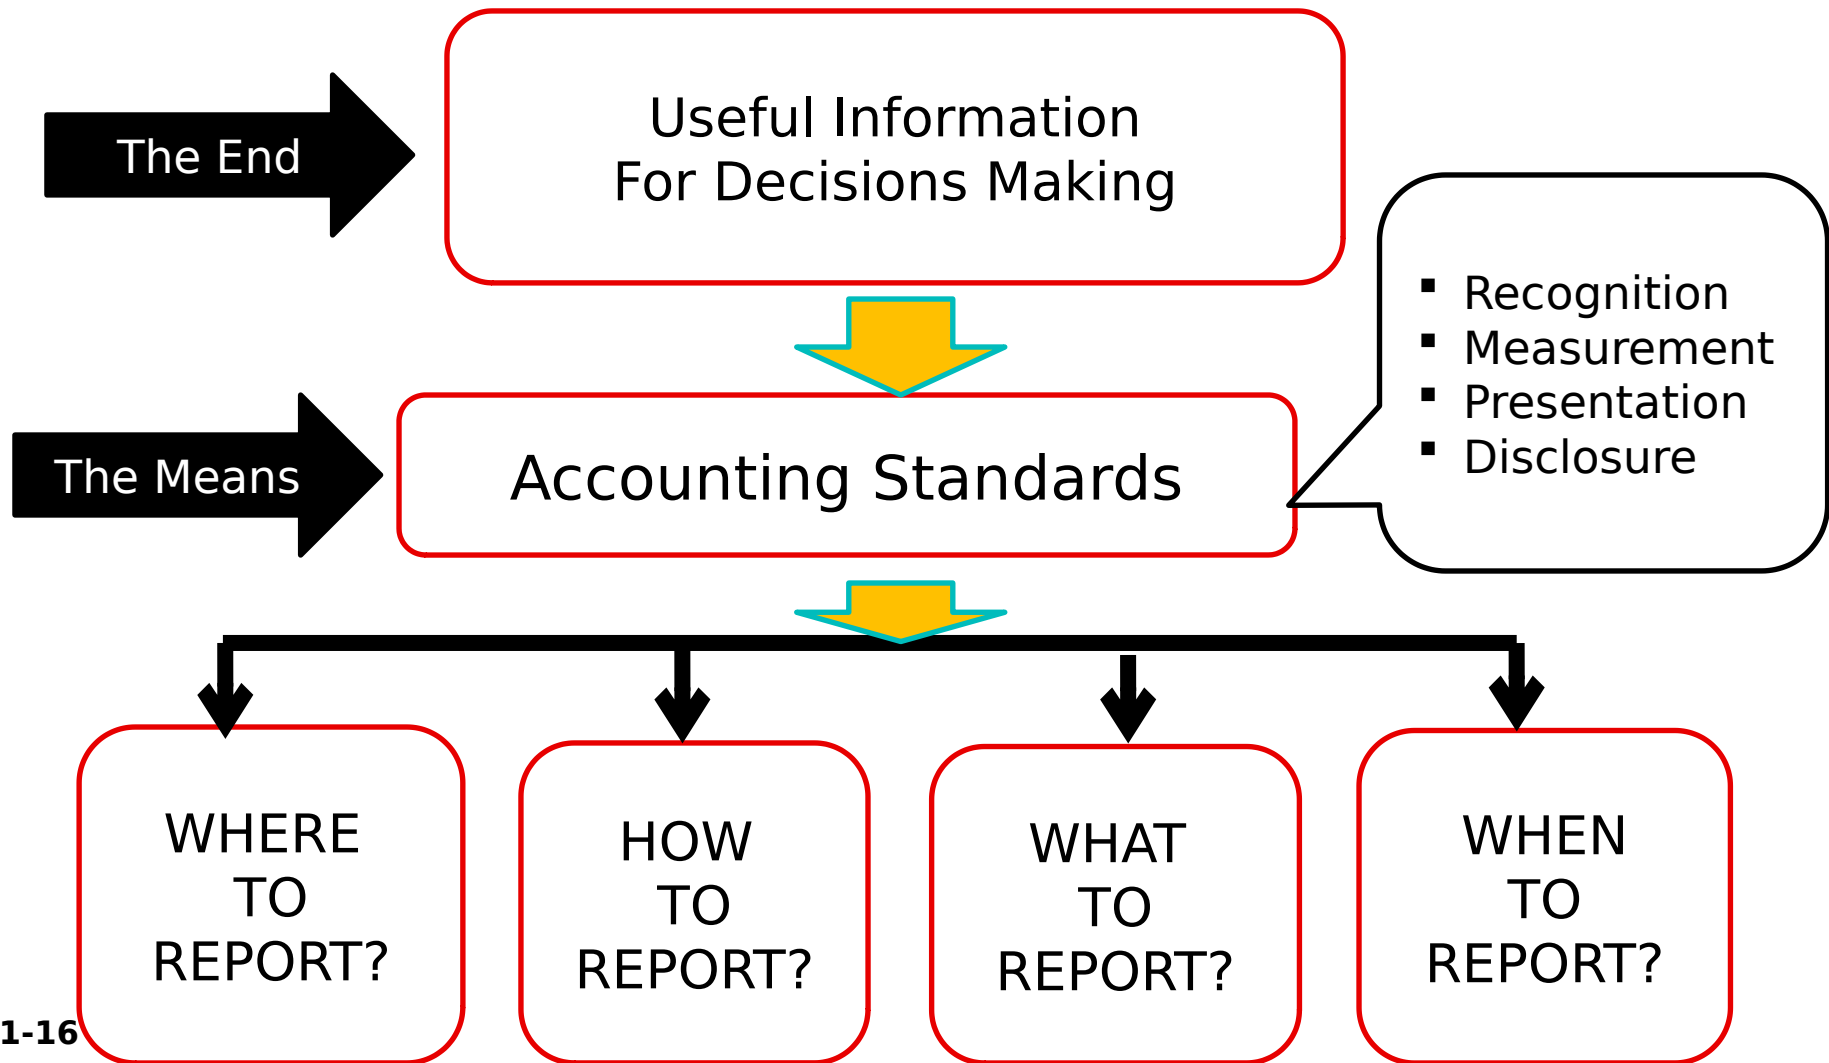 The End
Useful Information
For Decisions Making
The Means
Accounting Standards
▪ Recognition
▪ Measurement
▪ Presentation
▪ Disclosure
WHERE
TO
REPORT?
HOW
TO
REPORT?
WHAT
TO
REPORT?
WHEN
TO
REPORT?
1-16